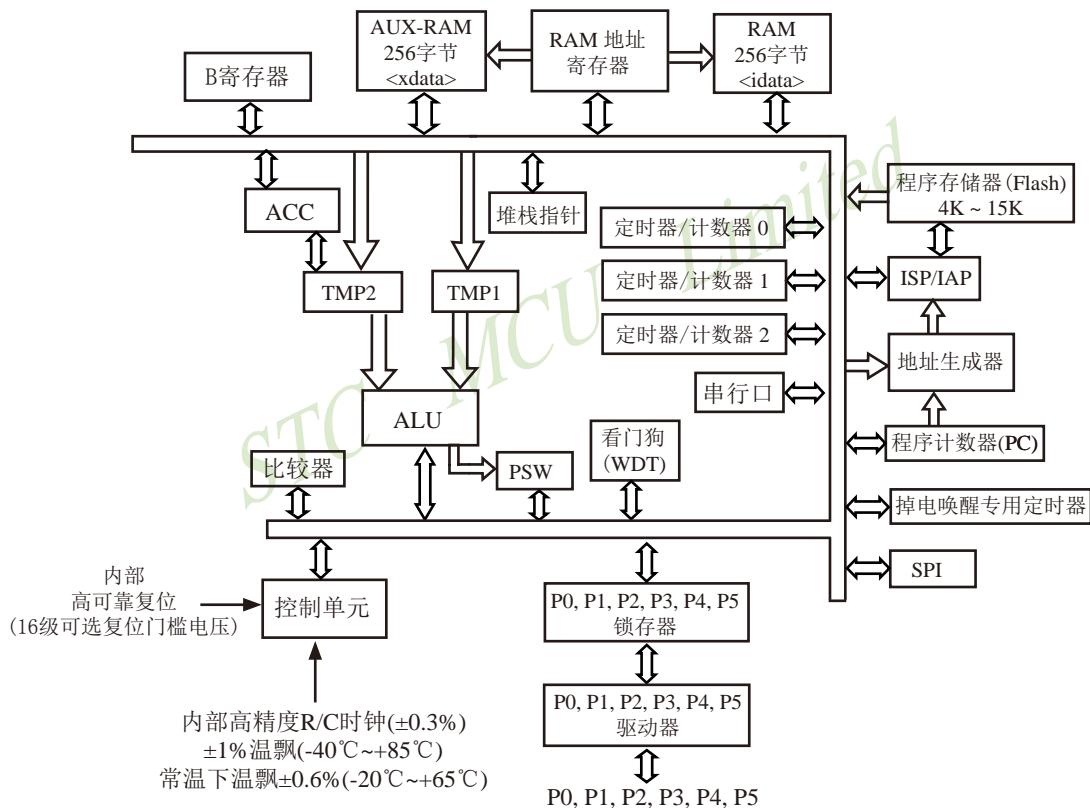 AUX-RAM
256字节
<xdata>
RAM 地址
寄存器
RAM
256字节
<idata>
B寄存器
ACC
堆栈指针
程序存储器(Flash)
4K ~ 15K
定时器/计数器 0
TMP2
TMP1
定时器/计数器 1
ISP/IAP
定时器/计数器 2
地址生成器
串行口
ALU
程序计数器(PC)
看门狗
(WDT)
比较器
PSW
掉电唤醒专用定时器
SPI
内部
高可靠复位
(16级可选复位门槛电压)
控制单元
P0, P1, P2, P3, P4, P5
锁存器
内部高精度R/C时钟(±0.3%)
±1%温飘(-40℃~+85℃)
常温下温飘±0.6%(-20℃~+65℃)
P0, P1, P2, P3, P4, P5
驱动器
P0, P1, P2, P3, P4, P5
STC MCU Limited